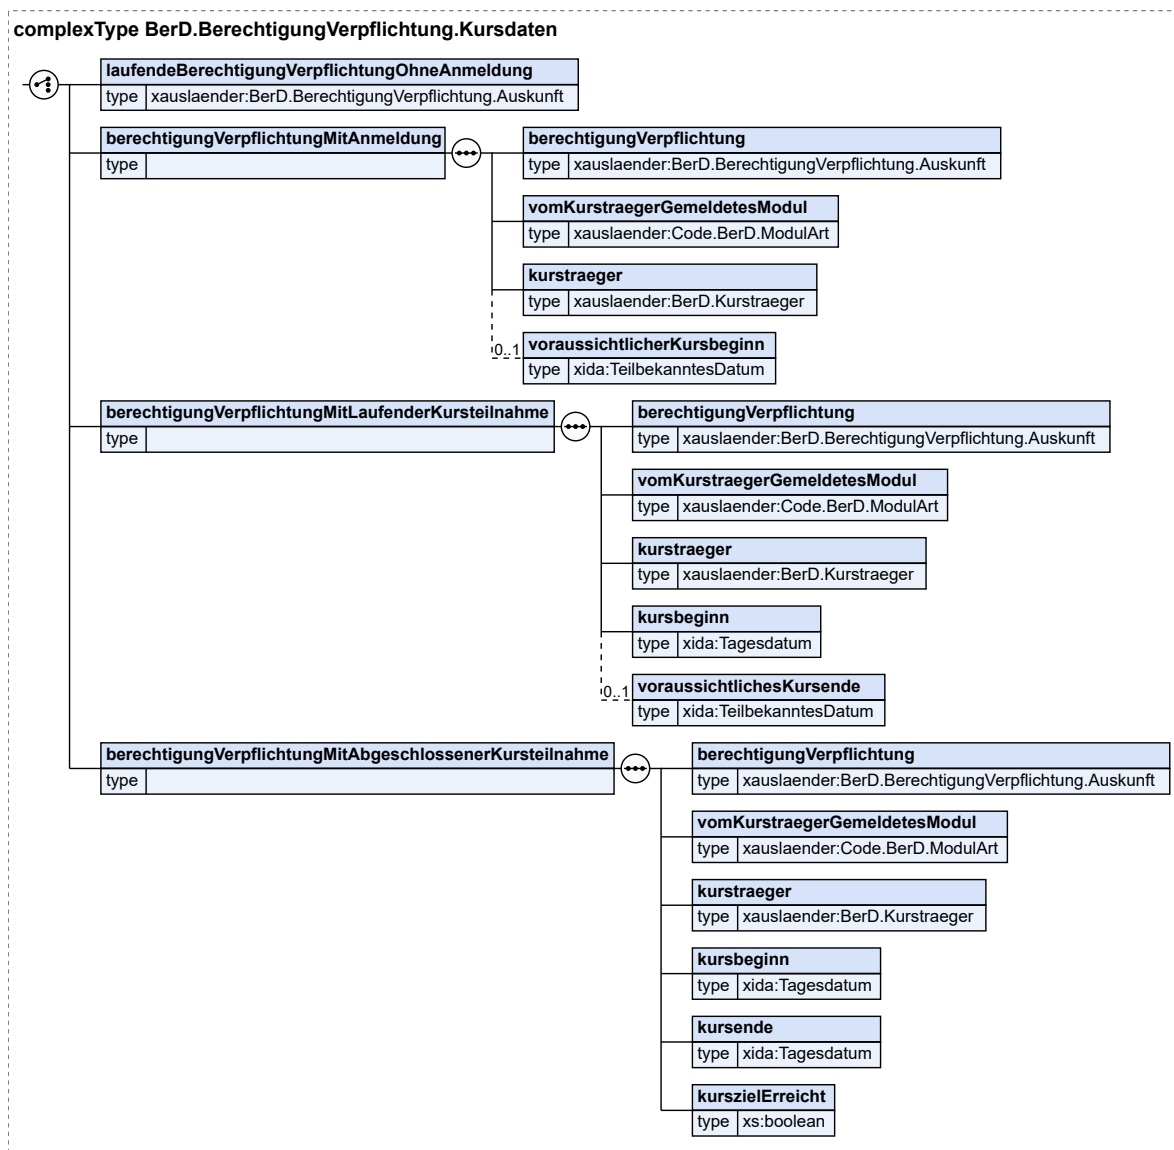 complexType BerD.BerechtigungVerpflichtung.Kursdaten
laufendeBerechtigungVerpflichtungOhneAnmeldung
type xauslaender:BerD.BerechtigungVerpflichtung.Auskunft
berechtigungVerpflichtungMitAnmeldung
type
berechtigungVerpflichtung
type xauslaender:BerD.BerechtigungVerpflichtung.Auskunft
vomKurstraegerGemeldetesModul
type xauslaender:Code.BerD.ModulArt
kurstraeger
type xauslaender:BerD.Kurstraeger
0..1
voraussichtlicherKursbeginn
type xida:TeilbekanntesDatum
berechtigungVerpflichtungMitLaufenderKursteilnahme
type
berechtigungVerpflichtung
type xauslaender:BerD.BerechtigungVerpflichtung.Auskunft
vomKurstraegerGemeldetesModul
type xauslaender:Code.BerD.ModulArt
kurstraeger
type xauslaender:BerD.Kurstraeger
kursbeginn
type xida:Tagesdatum
0..1
voraussichtlichesKursende
type xida:TeilbekanntesDatum
berechtigungVerpflichtungMitAbgeschlossenerKursteilnahme
type
berechtigungVerpflichtung
type xauslaender:BerD.BerechtigungVerpflichtung.Auskunft
vomKurstraegerGemeldetesModul
type xauslaender:Code.BerD.ModulArt
kurstraeger
type xauslaender:BerD.Kurstraeger
kursbeginn
type xida:Tagesdatum
kursende
type xida:Tagesdatum
kurszielErreicht
type xs:boolean